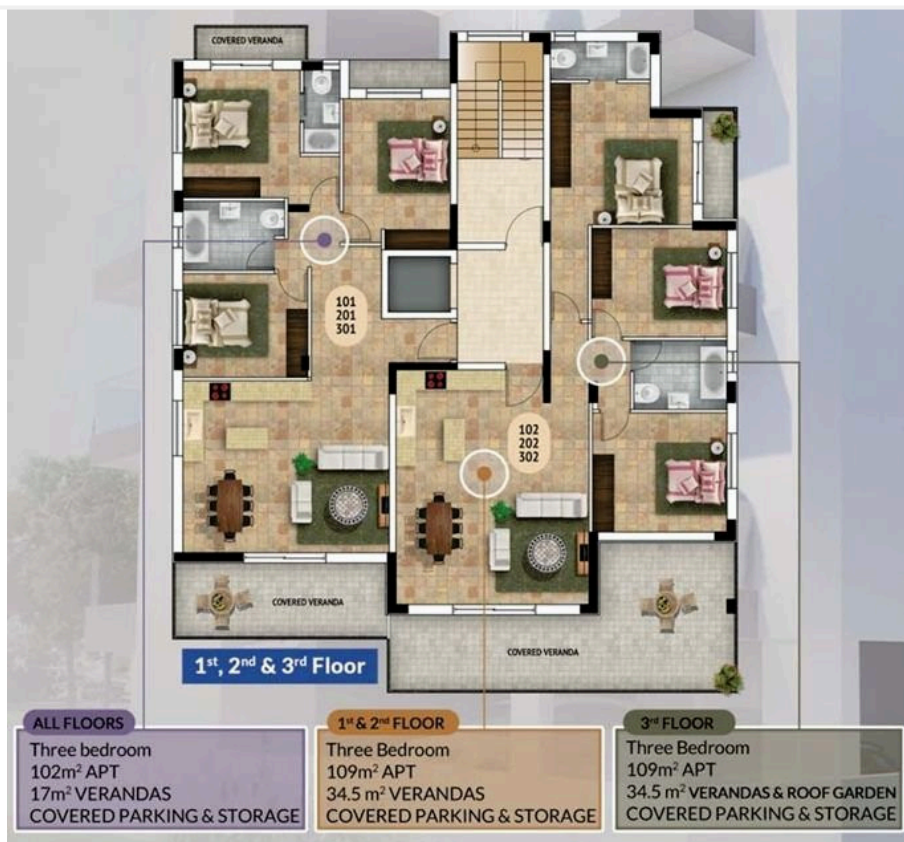 COVERED VERANDA
101
201
301
102
202
302
COVERED VERANDA
COVERED VERANDA
1st, 2nd & 3rd Floor
ALL FLOORS
Three bedroom
102m² APT
17m² VERANDAS
COVERED PARKING & STORAGE
1st & 2nd FLOOR
Three Bedroom
109m² APT
34.5 m² VERANDAS
COVERED PARKING & STORAGE
3rd FLOOR
Three Bedroom
109m² APT
34.5 m² VERANDAS & ROOF GARDEN
COVERED PARKING & STORAGE